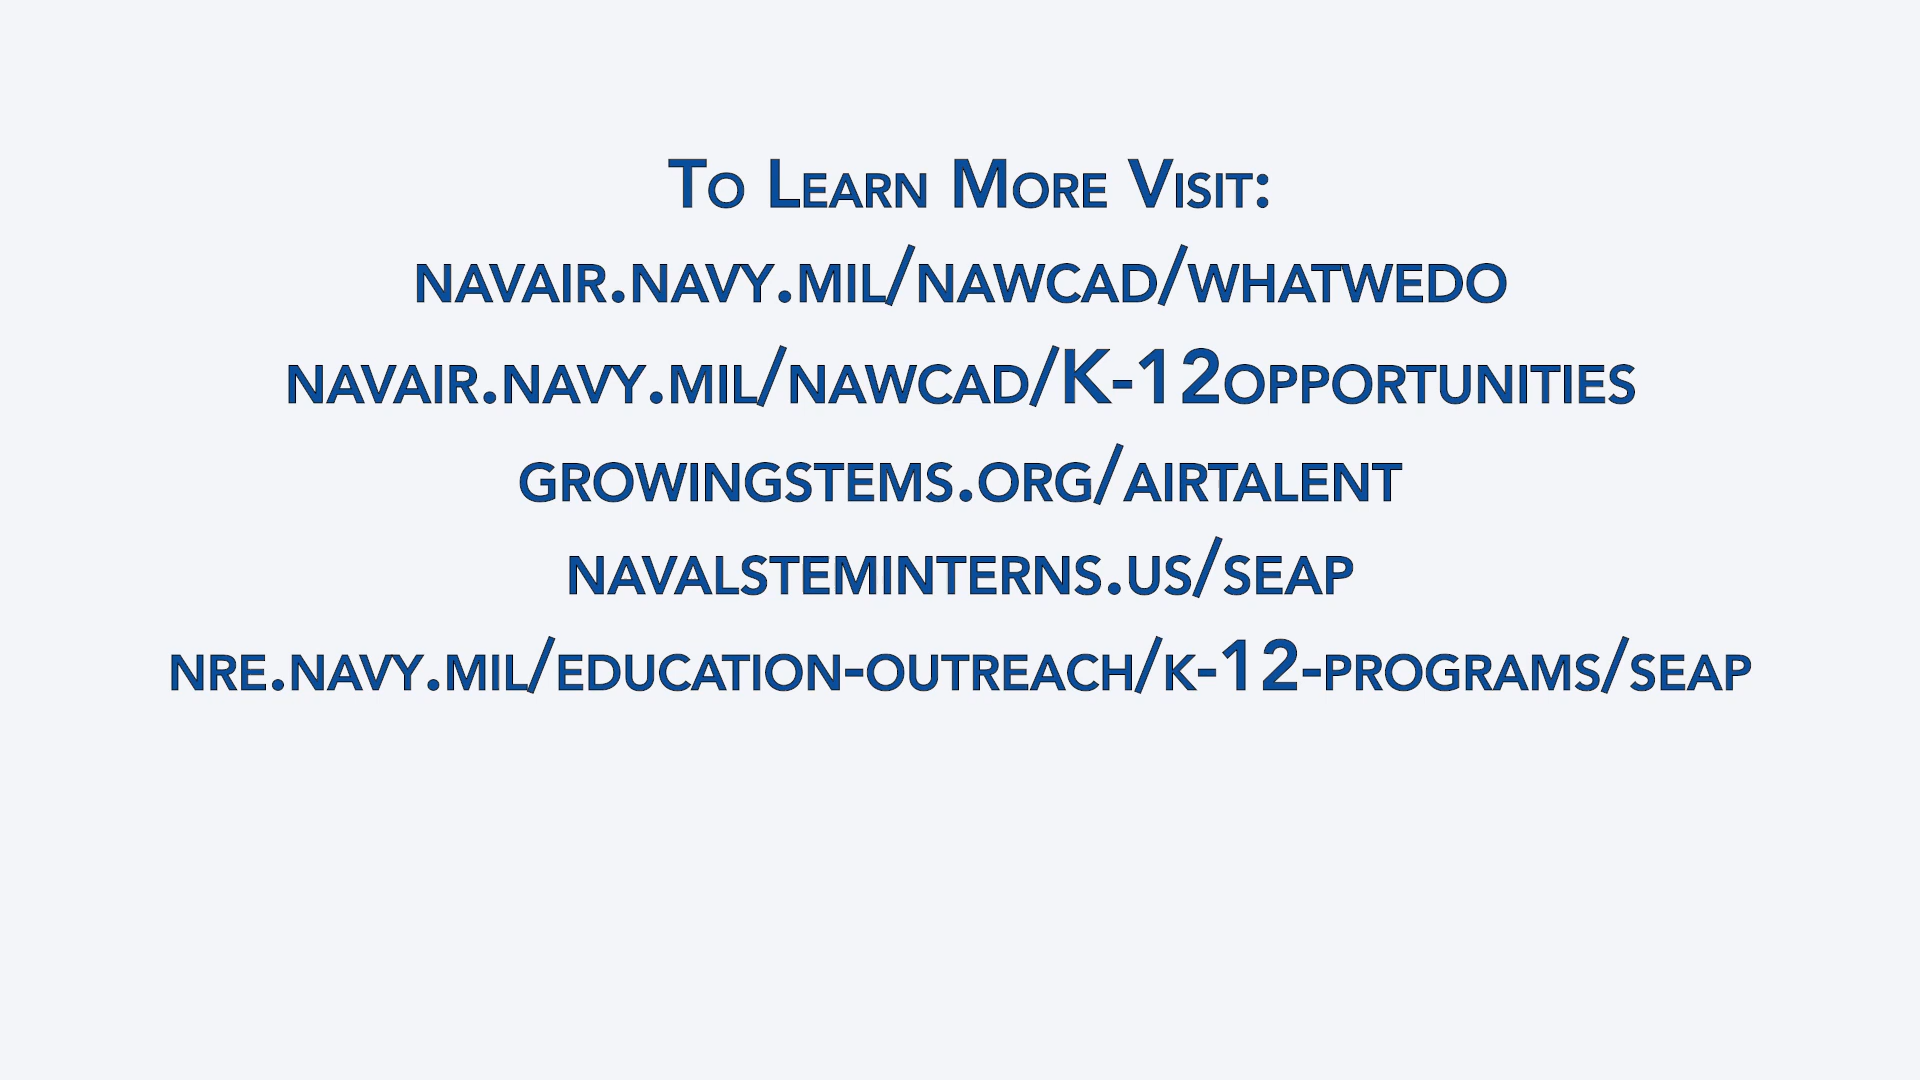 To Learn More Visit:
navair.navy.mil/nawcad/whatwedo
navair.navy.mil/nawcad/K-12opportunities
growingstems.org/airtalent
navalsteminterns.us/seap
nre.navy.mil/education-outreach/k-12-programs/seap